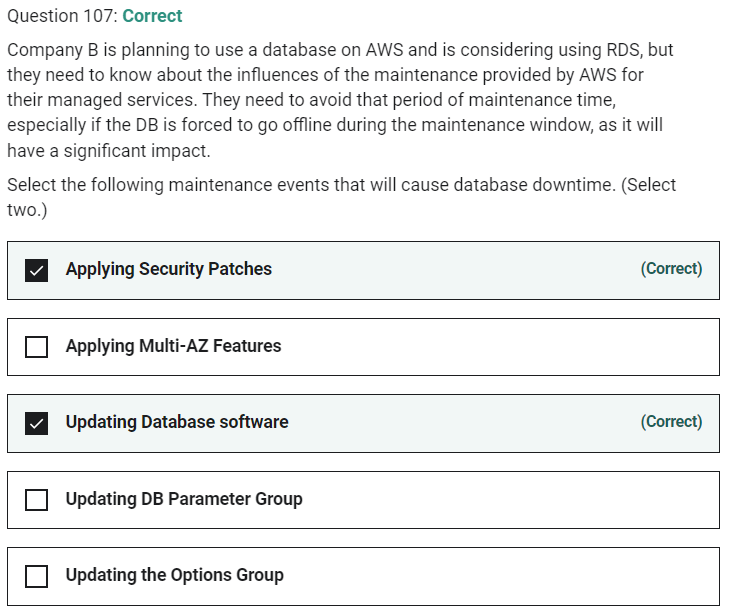 Question 107: Correct
Company B is planning to use a database on AWS and is considering using RDS, but
they need to know about the influences of the maintenance provided by AWS for
their managed services. They need to avoid that period of maintenance time,
especially if the DB is forced to go offline during the maintenance window, as it will
have a significant impact.
Select the following maintenance events that will cause database downtime. (Select
two.)
Applying Security Patches (Correct)
Applying Multi-AZ Features
Updating Database software (Correct)
Updating DB Parameter Group
Updating the Options Group